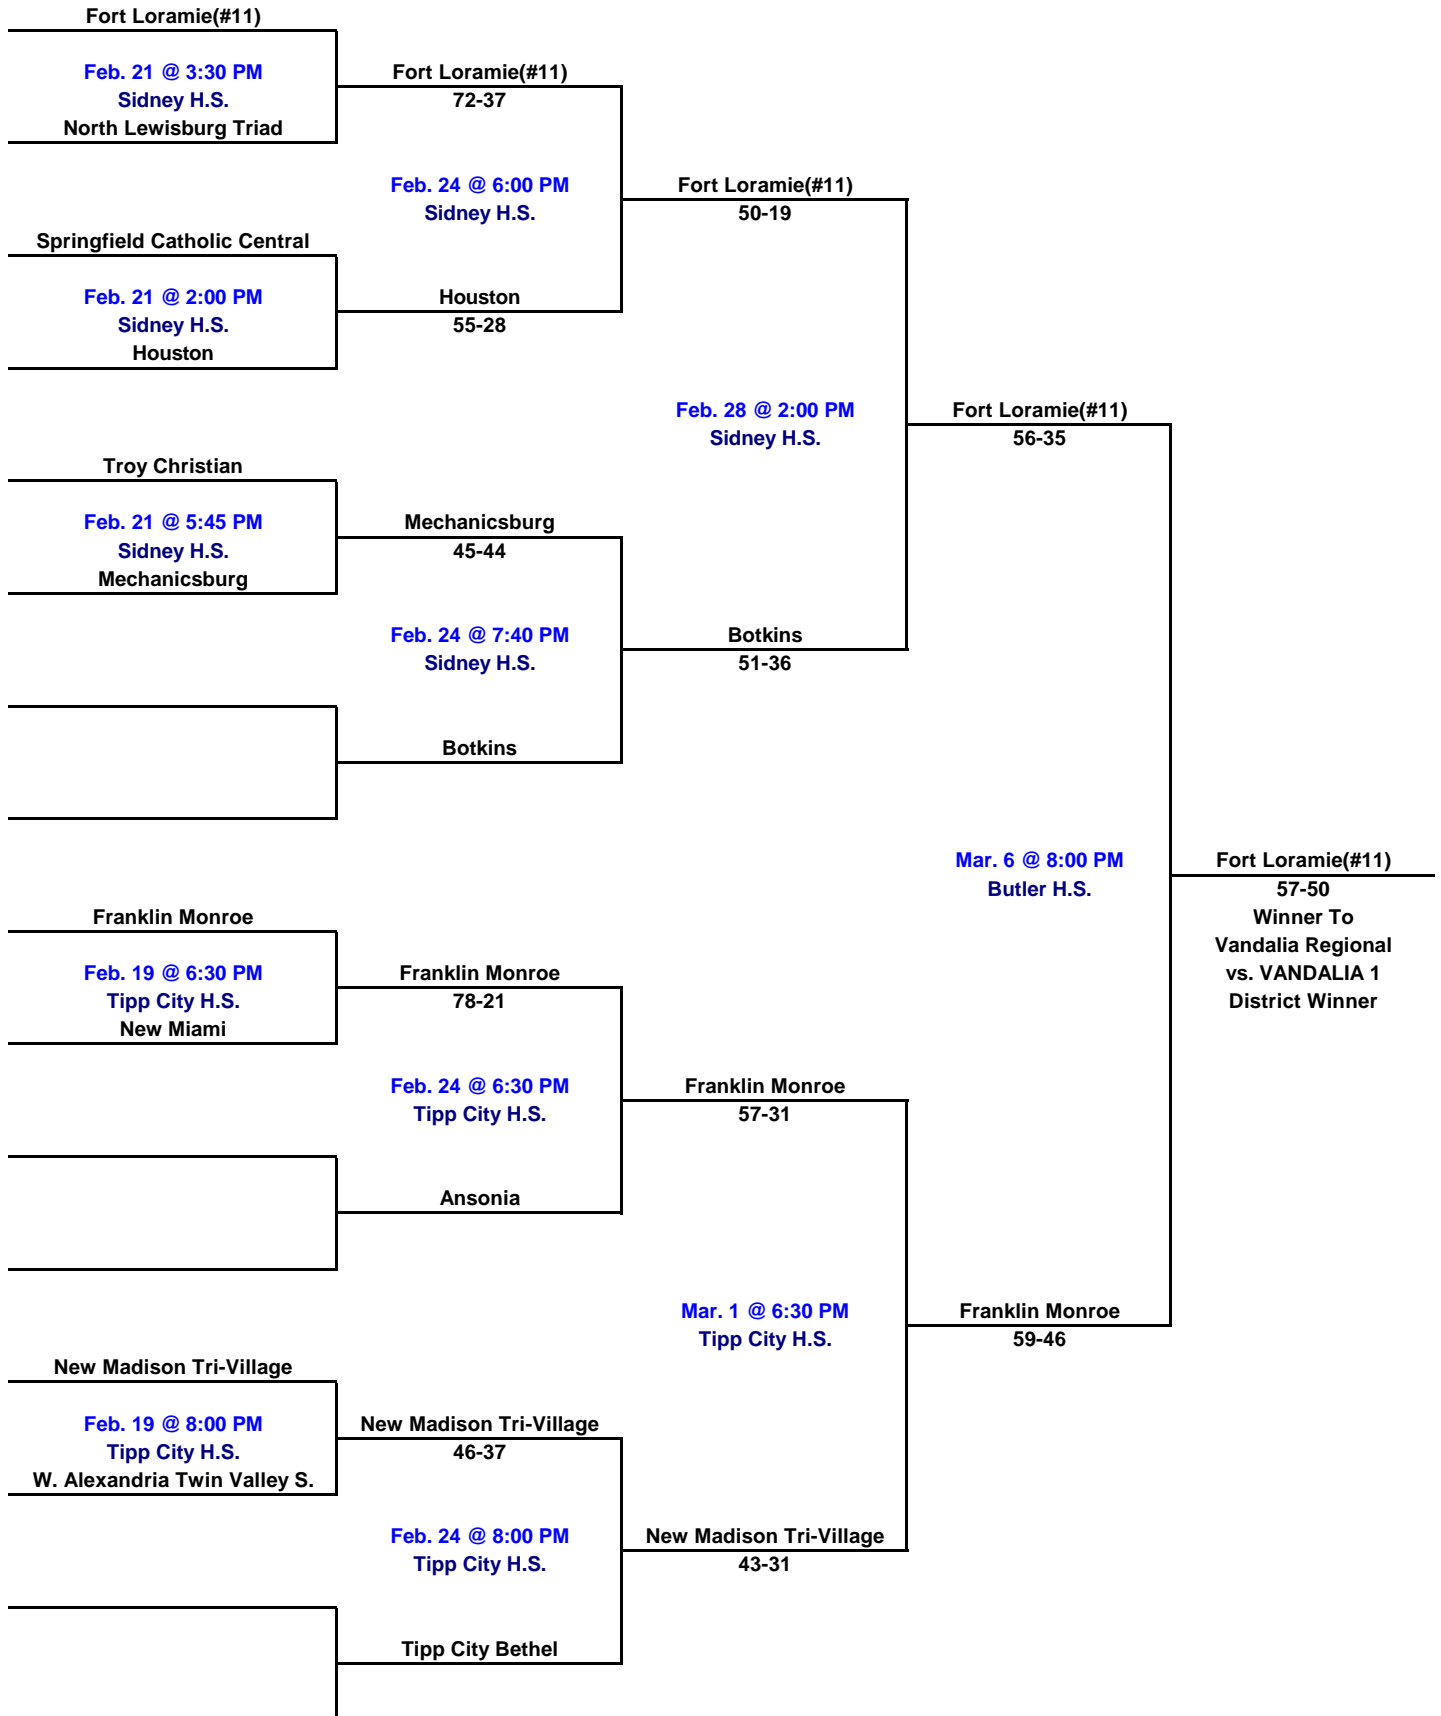 Fort Loramie(#11)
Feb. 21 @ 3:30 PM
Sidney H.S.
North Lewisburg Triad
Fort Loramie(#11)
72-37
Feb. 24 @ 6:00 PM
Sidney H.S.
Fort Loramie(#11)
50-19
Springfield Catholic Central
Feb. 21 @ 2:00 PM
Sidney H.S.
Houston
Houston
55-28
Feb. 28 @ 2:00 PM
Sidney H.S.
Fort Loramie(#11)
56-35
Troy Christian
Feb. 21 @ 5:45 PM
Sidney H.S.
Mechanicsburg
Mechanicsburg
45-44
Feb. 24 @ 7:40 PM
Sidney H.S.
Botkins
51-36
Botkins
Mar. 6 @ 8:00 PM
Butler H.S.
Fort Loramie(#11)
57-50
Winner To
Vandalia Regional
vs. VANDALIA 1
District Winner
Franklin Monroe
Feb. 19 @ 6:30 PM
Tipp City H.S.
New Miami
Franklin Monroe
78-21
Feb. 24 @ 6:30 PM
Tipp City H.S.
Franklin Monroe
57-31
Ansonia
Mar. 1 @ 6:30 PM
Tipp City H.S.
Franklin Monroe
59-46
New Madison Tri-Village
Feb. 19 @ 8:00 PM
Tipp City H.S.
W. Alexandria Twin Valley S.
New Madison Tri-Village
46-37
Feb. 24 @ 8:00 PM
Tipp City H.S.
New Madison Tri-Village
43-31
Tipp City Bethel